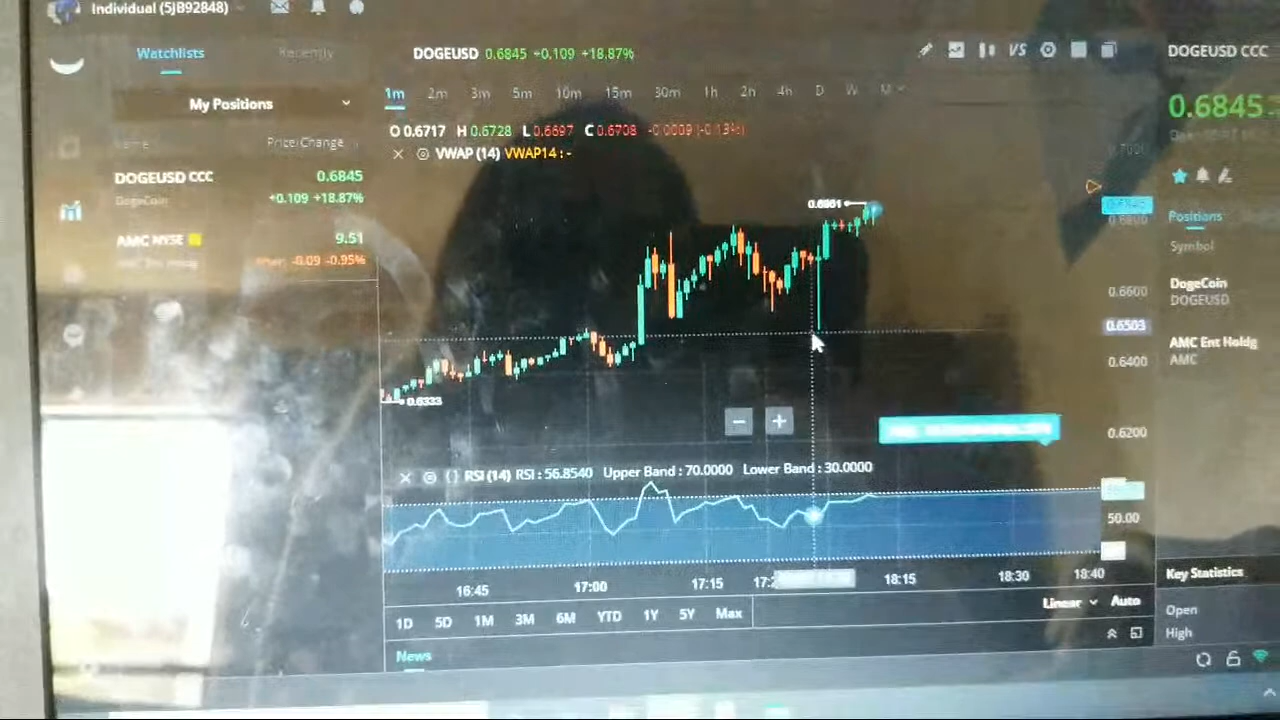 Individual (5JB92848)
Watchlists Recently
My Positions
Name Price/Change
DOGEUSD CCC 0.6845
DogeCoin +0.109 +18.87%
AMC NYSE 9.51
-0.09 -0.95%
DOGEUSD 0.6845 +0.109 +18.87%
VS
1m 2m 3m 5m 10m 15m 30m 1h 2h 4h D W M
O 0.6717 H 0.6728 L 0.6697 C 0.6708 -0.0009 (-0.13%)
VWAP (14) VWAP14 : -
0.7000
0.6800
0.6600
0.6503
0.6400
0.6200
0.6333
RSI (14) RSI : 56.8540 Upper Band : 70.0000 Lower Band : 30.0000
50.00
16:45 17:00 17:15 18:15 18:30 18:40
1D 5D 1M 3M 6M YTD 1Y 5Y Max
Linear Auto
News
DOGEUSD CCC
0.6845
Positions
Symbol
DogeCoin
DOGEUSD
AMC Ent Holdg
AMC
Key Statistics
Open
High